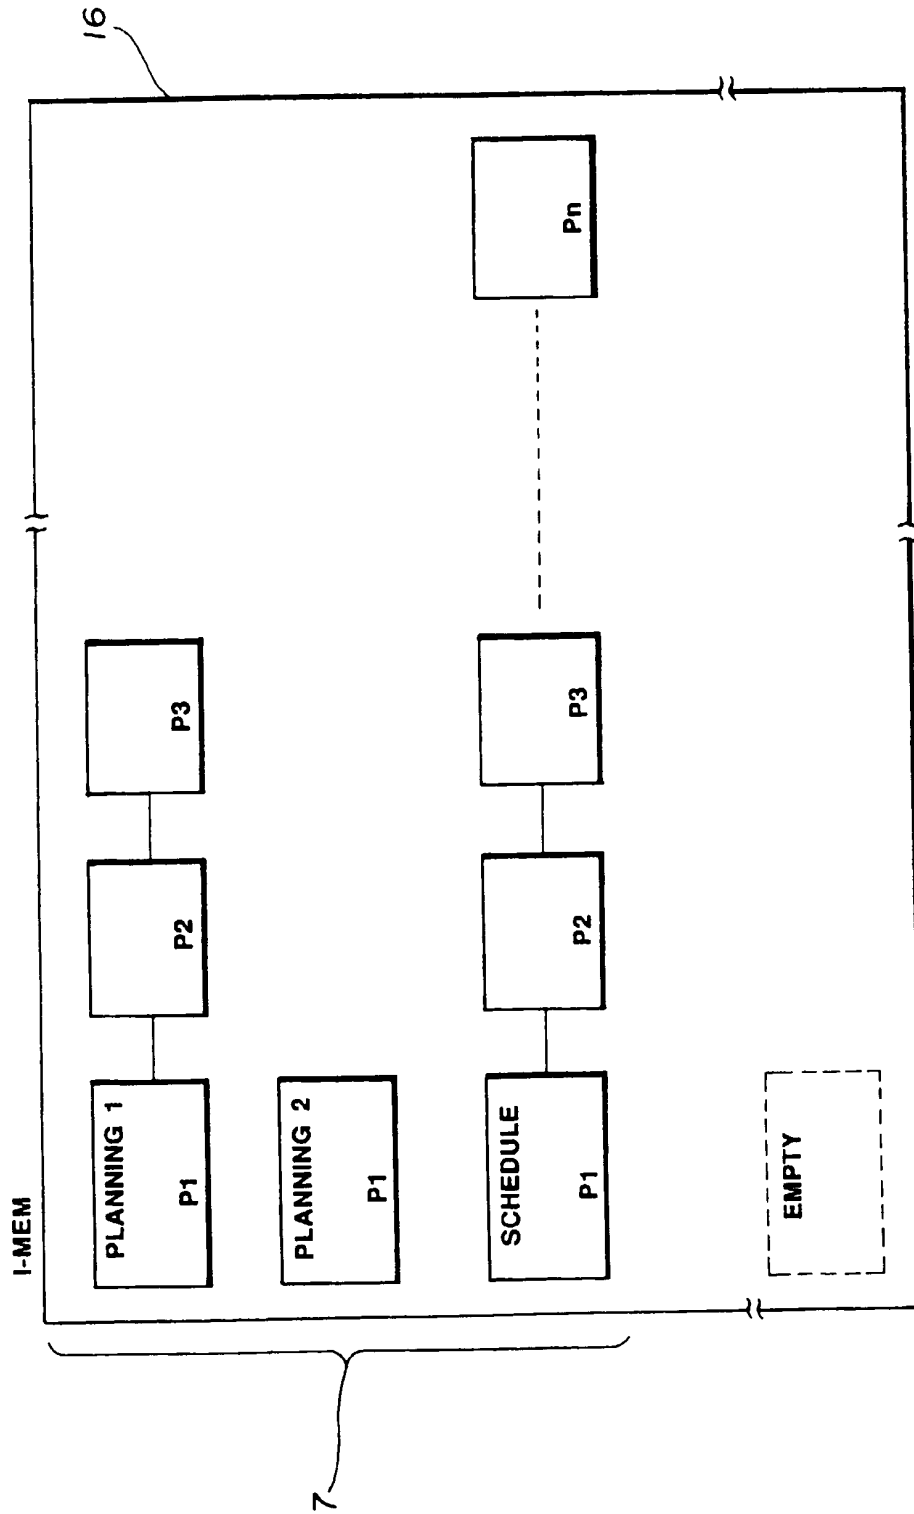 16
I-MEM
PLANNING 1
P1
P2
P3
PLANNING 2
P1
SCHEDULE
P1
P2
P3
Pn
EMPTY
7